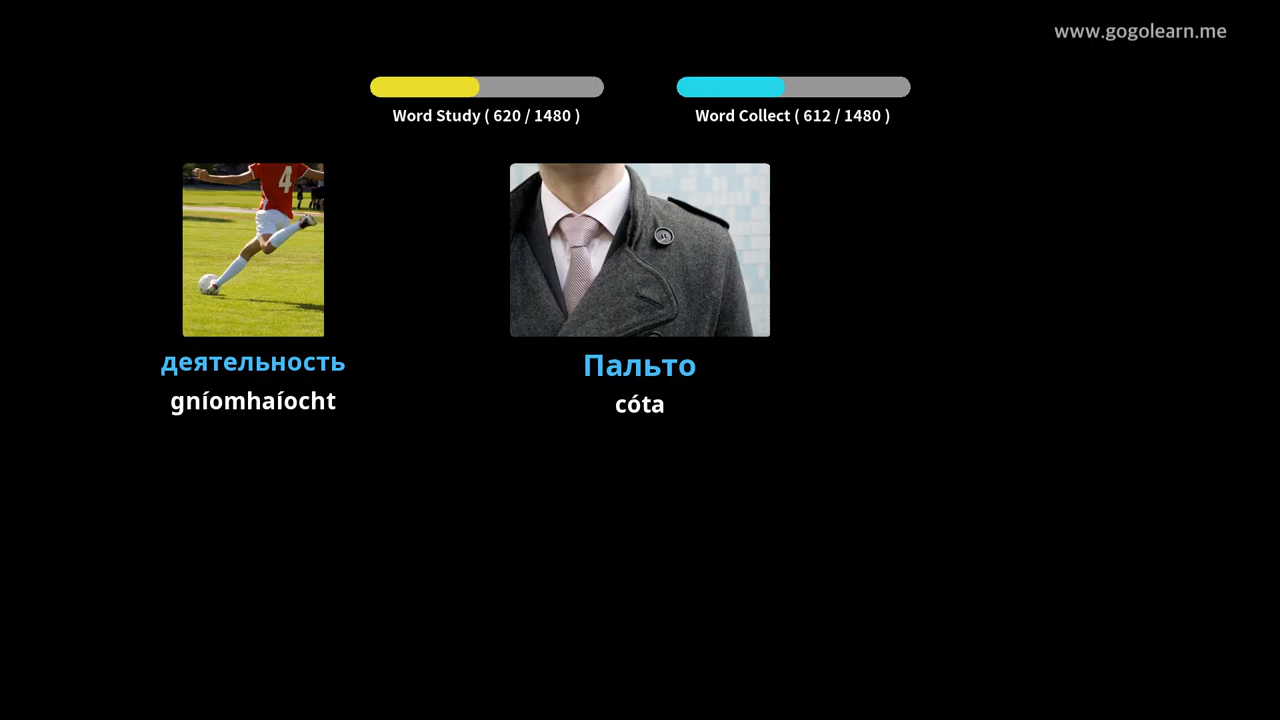 www.gogolearn.me
Word Study ( 620 / 1480 )
Word Collect ( 612 / 1480 )
4
деятельность
gníomhaíocht
Пальто
cóta